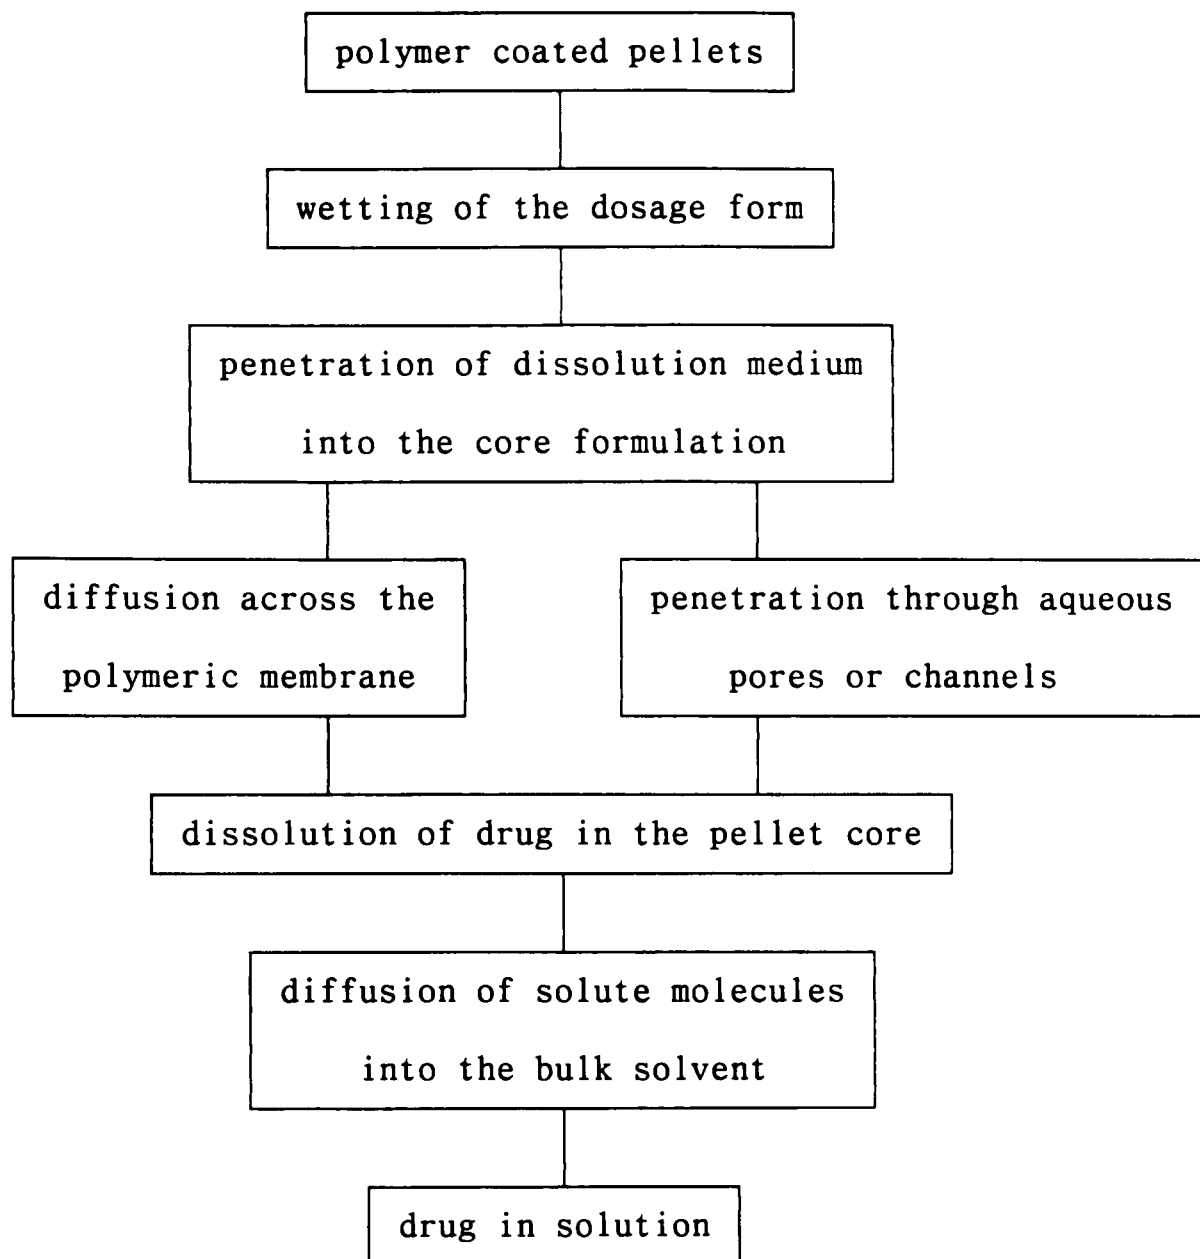 polymer coated pellets
wetting of the dosage form
penetration of dissolution medium
into the core formulation
diffusion across the
polymeric membrane
penetration through aqueous
pores or channels
dissolution of drug in the pellet core
diffusion of solute molecules
into the bulk solvent
drug in solution